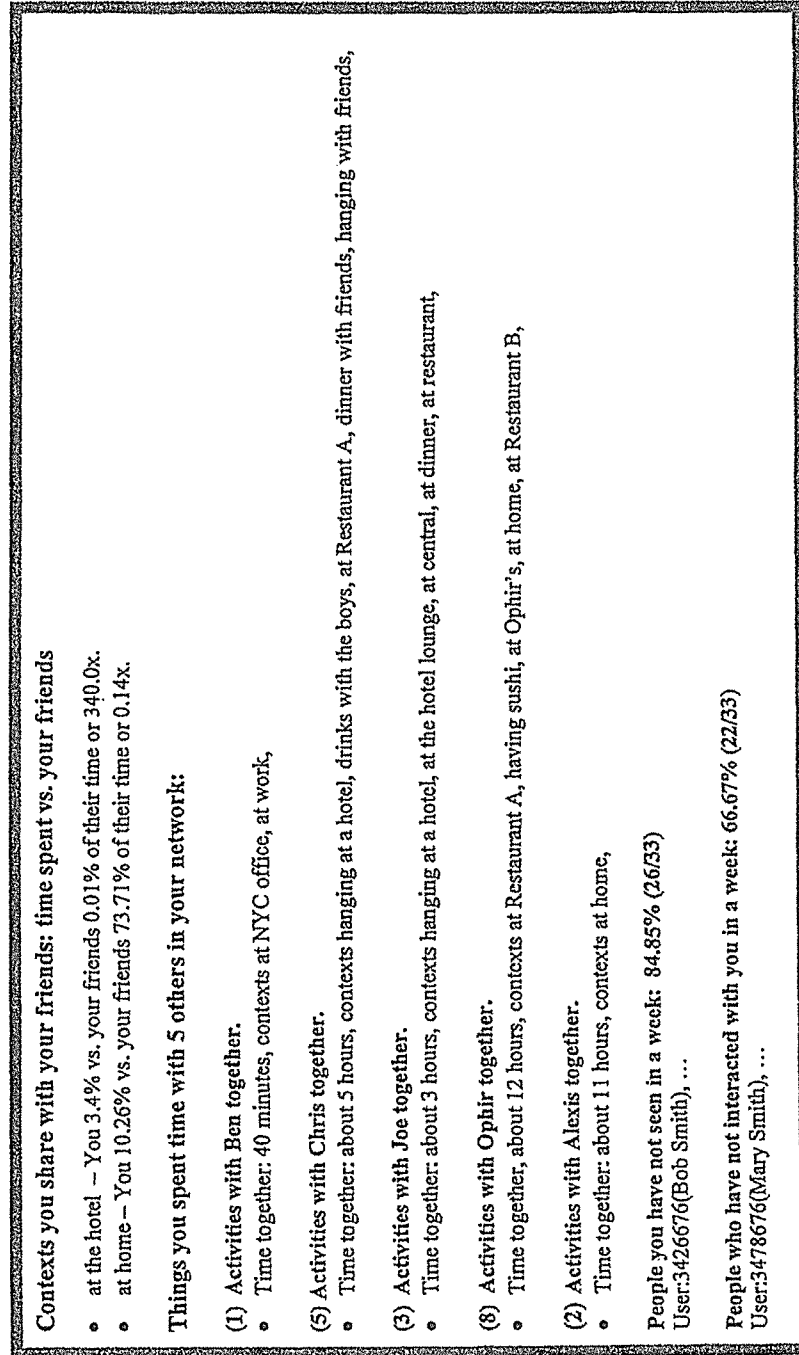 Contexts you share with your friends: time spent vs. your friends
• at the hotel – You 3.4% vs. your friends 0.01% of their time or 340.0x.
• at home – You 10.26% vs. your friends 73.71% of their time or 0.14x.
Things you spent time with 5 others in your network:
(1) Activities with Ben together.
• Time together: 40 minutes, contexts at NYC office, at work,
(5) Activities with Chris together.
• Time together: about 5 hours, contexts hanging at a hotel, drinks with the boys, at Restaurant A, dinner with friends, hanging with friends,
(3) Activities with Joe together.
• Time together: about 3 hours, contexts hanging at a hotel, at the hotel lounge, at central, at dinner, at restaurant,
(8) Activities with Ophir together.
• Time together, about 12 hours, contexts at Restaurant A, having sushi, at Ophir's, at home, at Restaurant B,
(2) Activities with Alexis together.
• Time together: about 11 hours, contexts at home,
People you have not seen in a week: 84.85% (26/33)
User:3426676(Bob Smith), ...
People who have not interacted with you in a week: 66.67% (22/33)
User:3478676(Mary Smith), ...